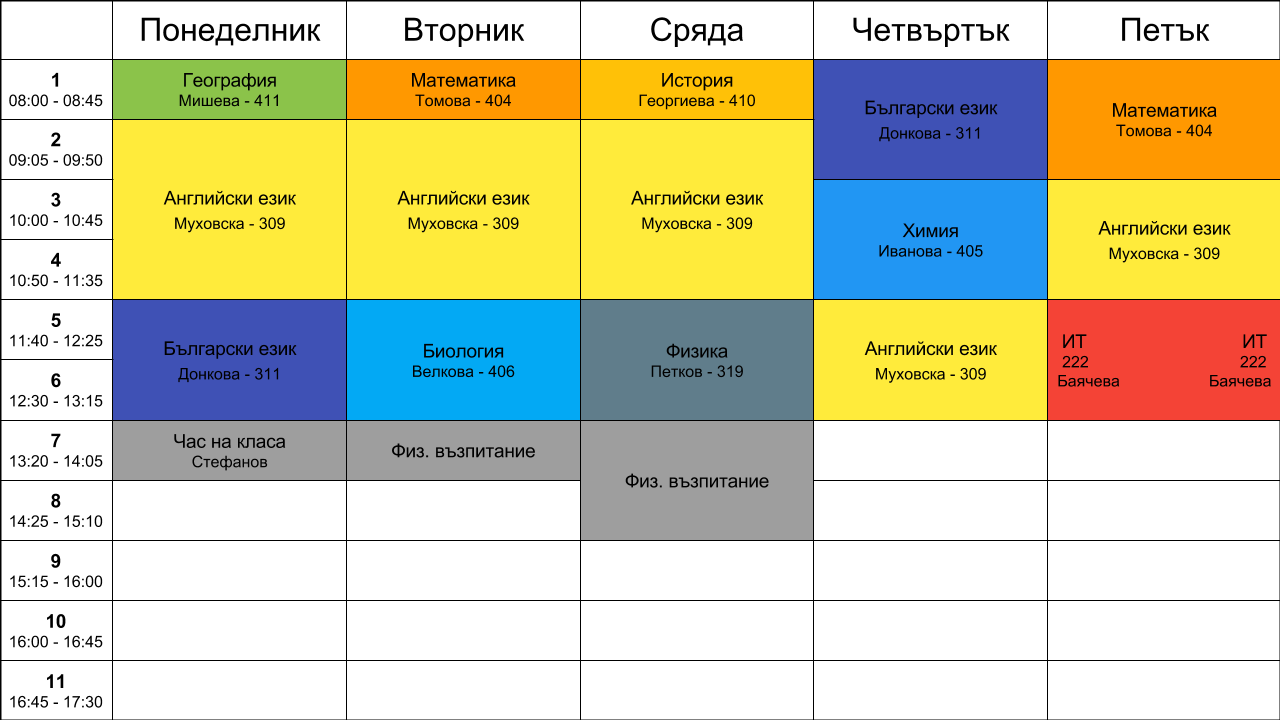 Понеделник
Вторник
Сряда
Четвъртък
Петък
1
08:00 - 08:45
География
Мишева - 411
Математика
Томова - 404
История
Георгиева - 410
Български език
Донкова - 311
Математика
Томова - 404
2
09:05 - 09:50
Английски език
Муховска - 309
Английски език
Муховска - 309
Английски език
Муховска - 309
3
10:00 - 10:45
Химия
Иванова - 405
Английски език
Муховска - 309
4
10:50 - 11:35
5
11:40 - 12:25
Български език
Донкова - 311
Биология
Велкова - 406
Физика
Петков - 319
Английски език
Муховска - 309
ИТ
222
Баячева
ИТ
222
Баячева
6
12:30 - 13:15
7
13:20 - 14:05
Час на класа
Стефанов
Физ. възпитание
Физ. възпитание
8
14:25 - 15:10
9
15:15 - 16:00
10
16:00 - 16:45
11
16:45 - 17:30